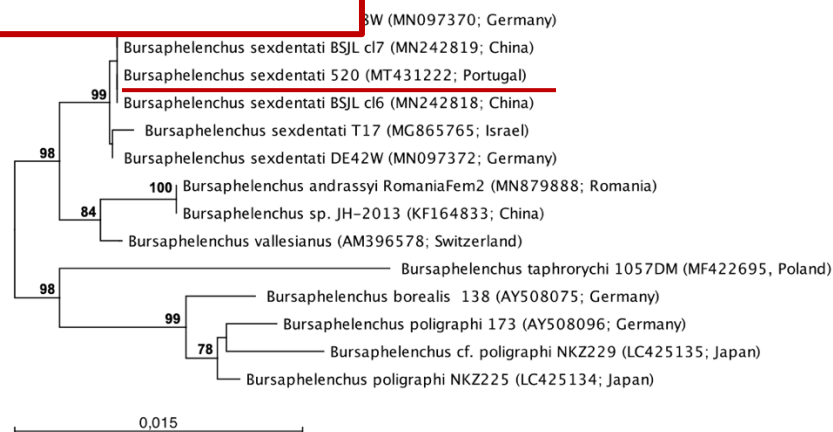 8W (MN097370; Germany)
Bursaphelenchus sexdentati BSJL cl7 (MN242819; China)
Bursaphelenchus sexdentati 520 (MT431222; Portugal)
99
Bursaphelenchus sexdentati BSJL cl6 (MN242818; China)
Bursaphelenchus sexdentati T17 (MG865765; Israel)
98
Bursaphelenchus sexdentati DE42W (MN097372; Germany)
100 Bursaphelenchus andrassyi RomaniaFem2 (MN879888; Romania)
84
Bursaphelenchus sp. JH-2013 (KF164833; China)
Bursaphelenchus vallesianus (AM396578; Switzerland)
Bursaphelenchus taphrorychi 1057DM (MF422695, Poland)
98
Bursaphelenchus borealis 138 (AY508075; Germany)
99
Bursaphelenchus poligraphi 173 (AY508096; Germany)
78
Bursaphelenchus cf. poligraphi NKZ229 (LC425135; Japan)
Bursaphelenchus poligraphi NKZ225 (LC425134; Japan)
0,015